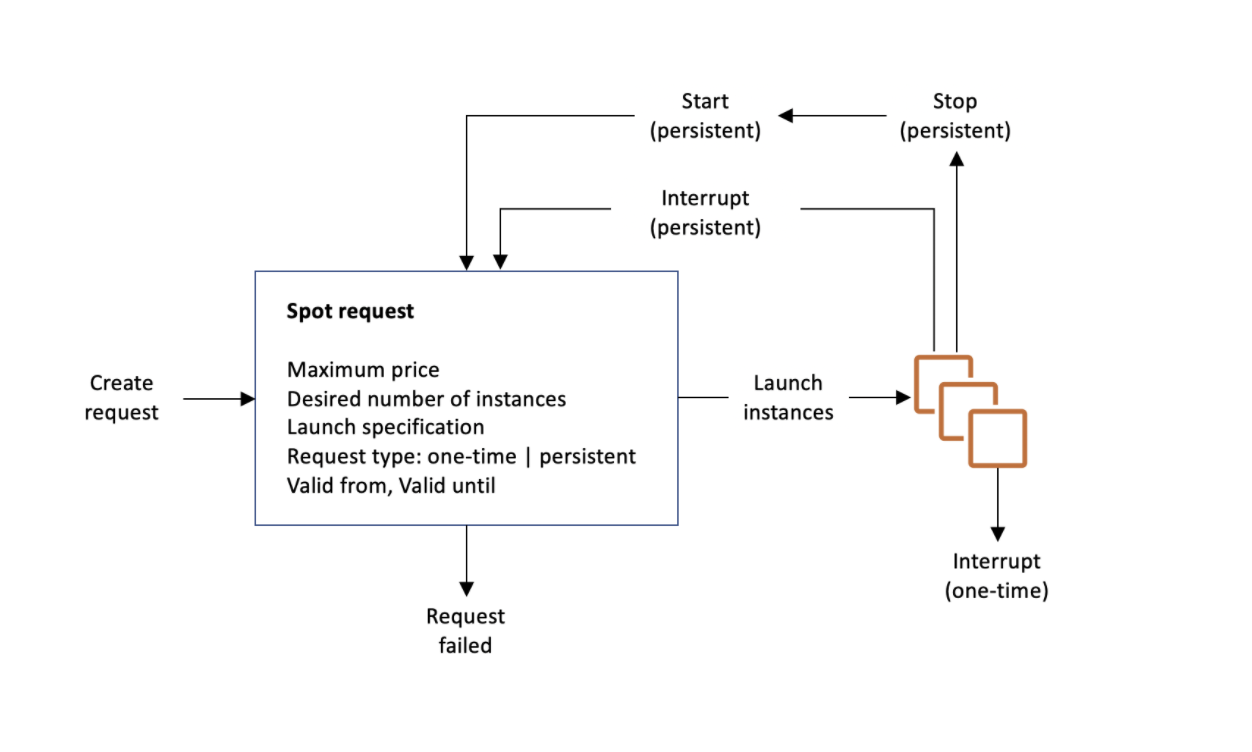 Start
(persistent)
Stop
(persistent)
Interrupt
(persistent)
Spot request
Maximum price
Desired number of instances
Launch specification
Request type: one-time | persistent
Valid from, Valid until
Create
request
Launch
instances
Interrupt
(one-time)
Request
failed